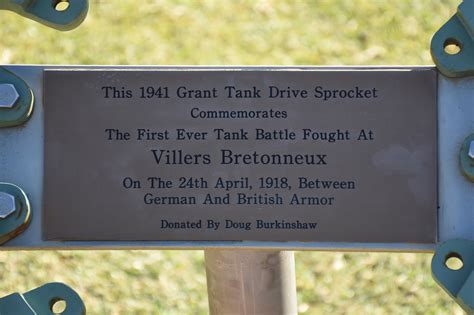 This 1941 Grant Tank Drive Sprocket
Commemorates
The First Ever Tank Battle Fought At
Villers Bretonneux
On The 24th April, 1918, Between
German And British Armor
Donated By Doug Burkinshaw